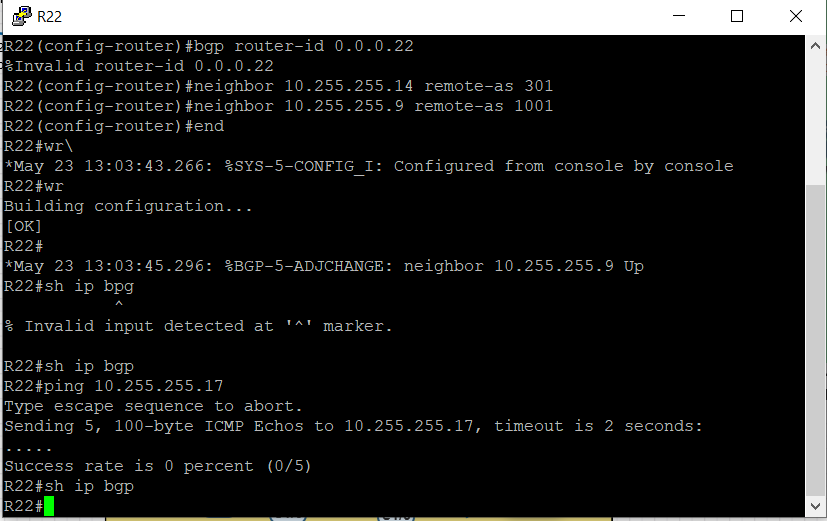 R22
R22(config-router)#bgp router-id 0.0.0.22
%Invalid router-id 0.0.0.22
R22(config-router)#neighbor 10.255.255.14 remote-as 301
R22(config-router)#neighbor 10.255.255.9 remote-as 1001
R22(config-router)#end
R22#wr\
*May 23 13:03:43.266: %SYS-5-CONFIG_I: Configured from console by console
R22#wr
Building configuration...
[OK]
R22#
*May 23 13:03:45.296: %BGP-5-ADJCHANGE: neighbor 10.255.255.9 Up
R22#sh ip bpg
^
% Invalid input detected at '^' marker.
R22#sh ip bgp
R22#ping 10.255.255.17
Type escape sequence to abort.
Sending 5, 100-byte ICMP Echos to 10.255.255.17, timeout is 2 seconds:
.....
Success rate is 0 percent (0/5)
R22#sh ip bgp
R22#